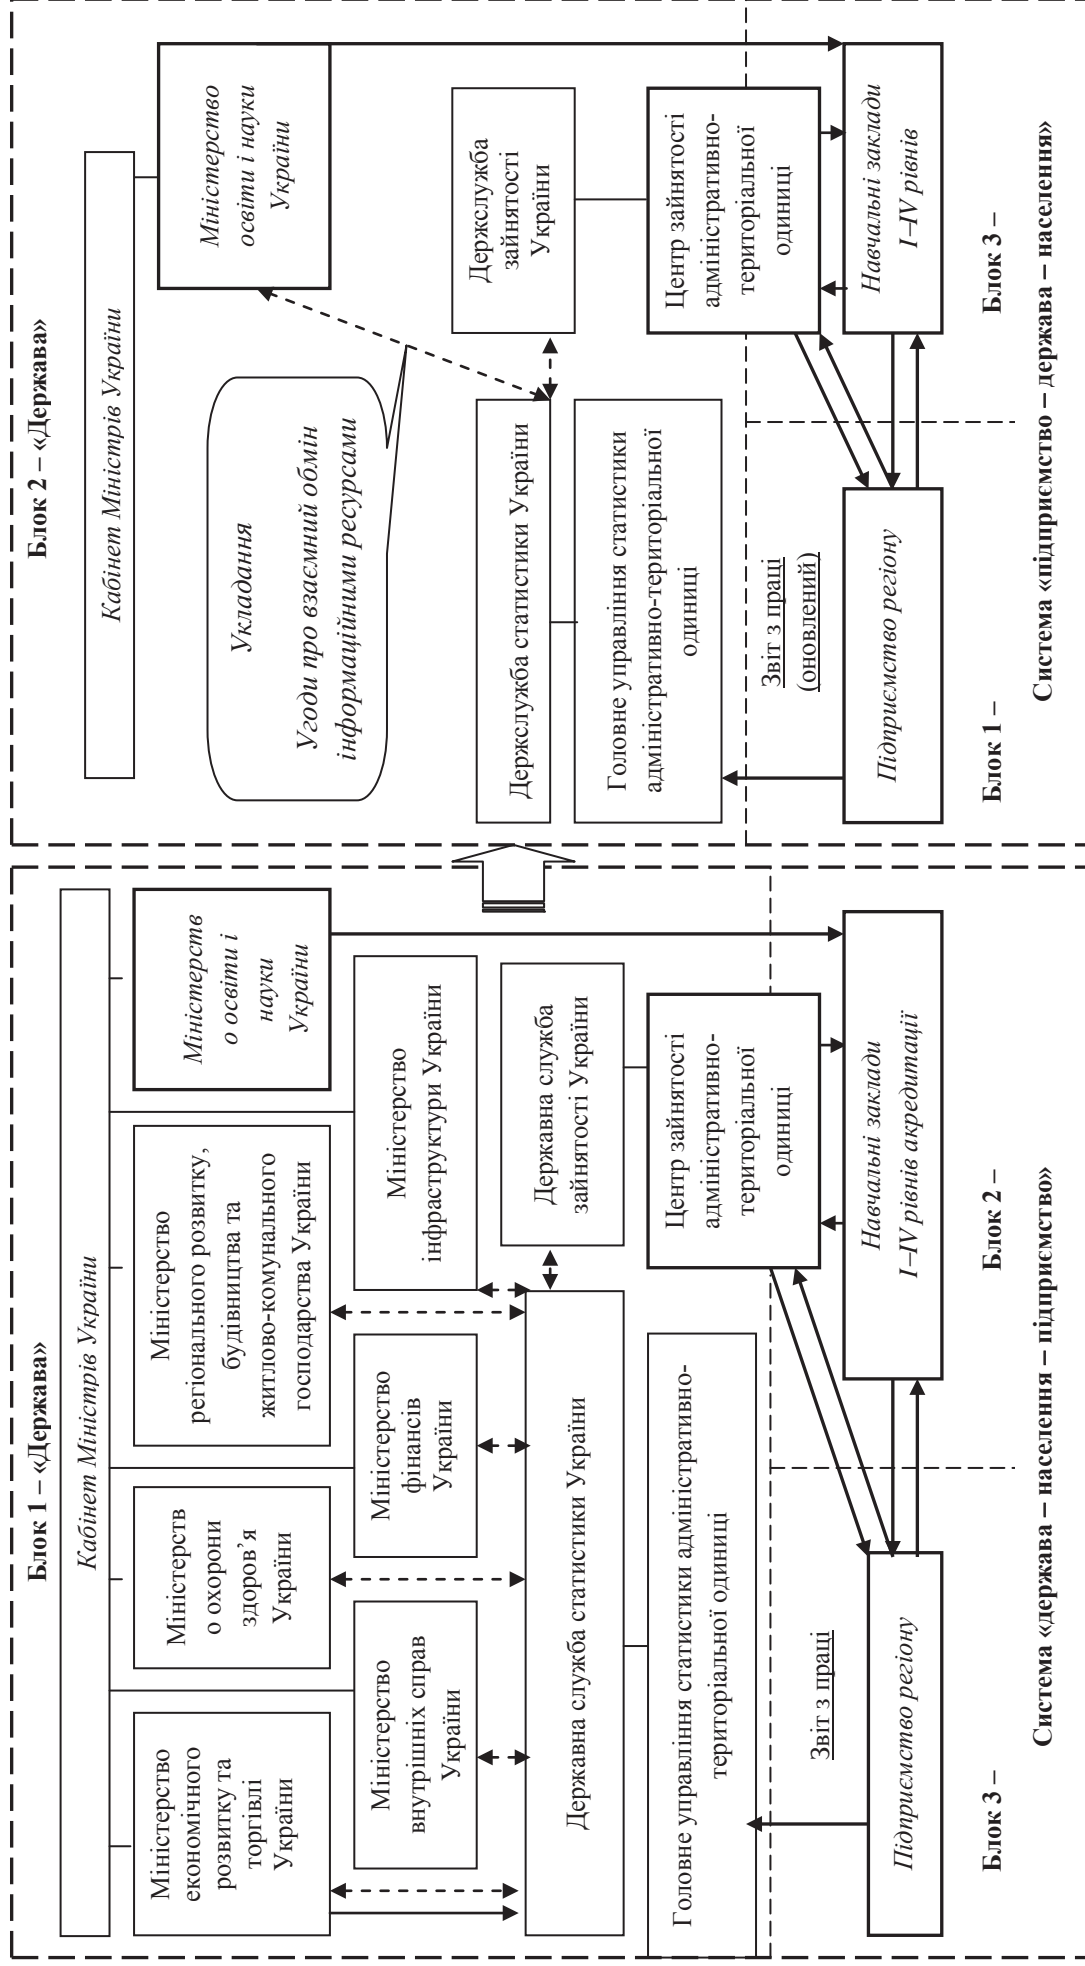 Блок 1 – «Держава»
Кабінет Міністрів України
Міністерство
економічного
розвитку та
торгівлі
України
Міністерств
о охорони
здоров’я
України
Міністерство
регіонального розвитку,
будівництва та
житлово-комунального
господарства України
Міністерств
о освіти і
науки
України
Міністерство
внутрішніх справ
України
Міністерство
фінансів
України
Міністерство
інфраструктури України
Державна служба статистики України
Державна служба
зайнятості України
Головне управління статистики адміністративно-
територіальної одиниці
Центр зайнятості
адміністративно-
територіальної
одиниці
Звіт з праці
Підприємство регіону
Навчальні заклади
I–IV рівнів акредитації
Блок 3 –
Блок 2 –
Система «держава – населення – підприємство»
Блок 2 – «Держава»
Кабінет Міністрів України
Міністерство
освіти і науки
України
Укладання
Угоди про взаємний обмін
інформаційними ресурсами
Держслужба статистики України
Держслужба
зайнятості
України
Головне управління статистики
адміністративно-територіальної
одиниці
Центр зайнятості
адміністративно-
територіальної
одиниці
Звіт з праці
(оновлений)
Підприємство регіону
Навчальні заклади
I–IV рівнів
Блок 1 –
Блок 3 –
Система «підприємство – держава – населення»